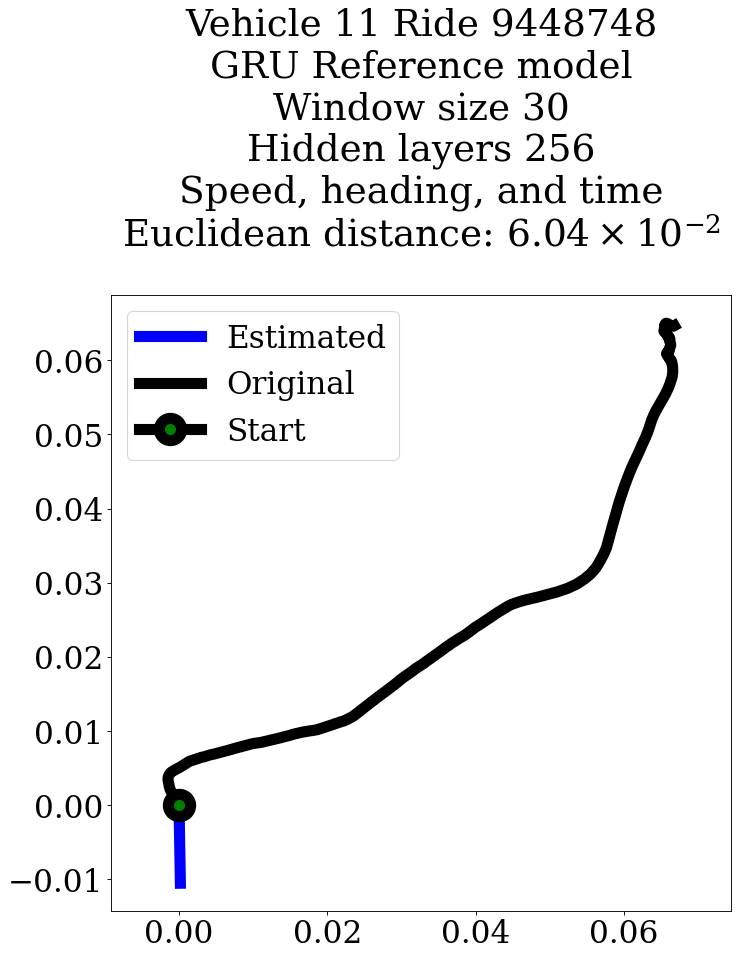 Vehicle 11 Ride 9448748
GRU Reference model
Window size 30
Hidden layers 256
Speed, heading, and time
Euclidean distance: 6.04 × 10⁻²
Estimated
Original
Start
0.06
0.05
0.04
0.03
0.02
0.01
0.00
−0.01
0.00 0.02 0.04 0.06